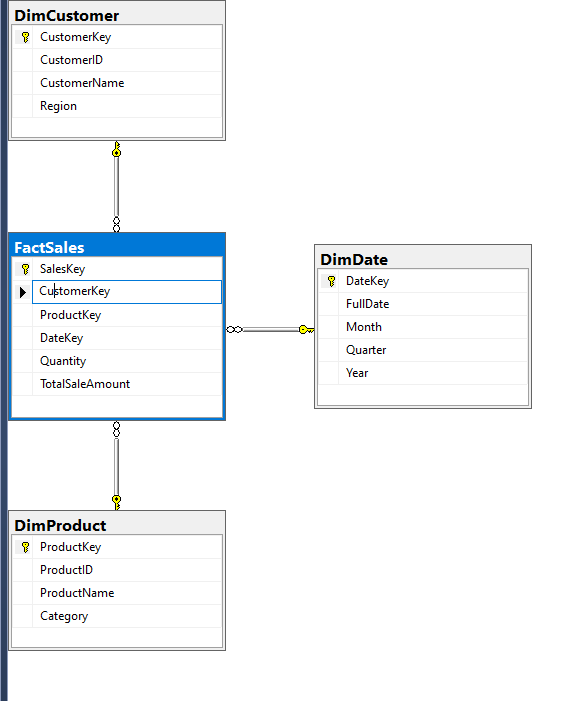 DimCustomer
CustomerKey
CustomerID
CustomerName
Region
FactSales
SalesKey
CustomerKey
ProductKey
DateKey
Quantity
TotalSaleAmount
DimDate
DateKey
FullDate
Month
Quarter
Year
DimProduct
ProductKey
ProductID
ProductName
Category